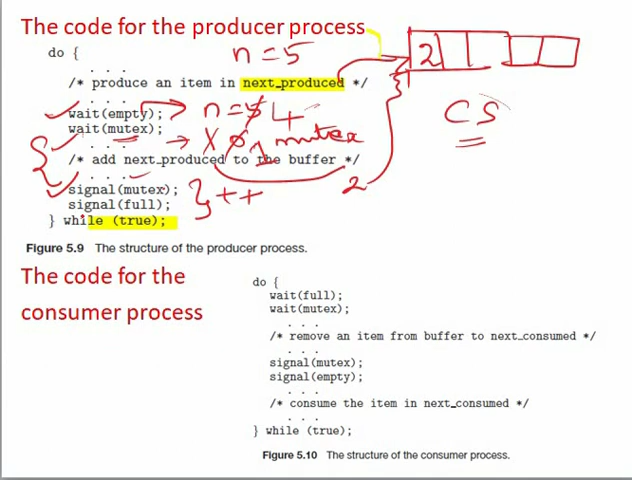 The code for the producer process
do {
n = 5
2
. . .
/* produce an item in next_produced */
. . .
wait(empty);
n = 5 4
CS
wait(mutex);
. . .
X 0 1 mutex
/* add next_produced to the buffer */
. . .
2
signal(mutex);
} ++
signal(full);
} while (true);
Figure 5.9 The structure of the producer process.
The code for the
consumer process
do {
wait(full);
wait(mutex);
. . .
/* remove an item from buffer to next_consumed */
. . .
signal(mutex);
signal(empty);
. . .
/* consume the item in next_consumed */
. . .
} while (true);
Figure 5.10 The structure of the consumer process.